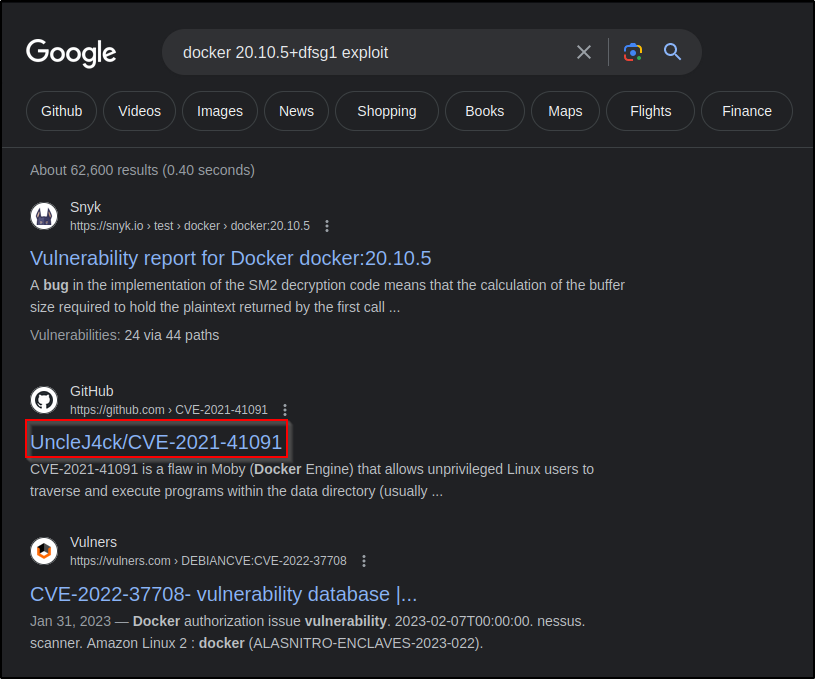 Google
docker 20.10.5+dfsg1 exploit
Github
Videos
Images
News
Shopping
Books
Maps
Flights
Finance
About 62,600 results (0.40 seconds)
Snyk
https://snyk.io › test › docker › docker:20.10.5
Vulnerability report for Docker docker:20.10.5
A bug in the implementation of the SM2 decryption code means that the calculation of the buffer
size required to hold the plaintext returned by the first call ...
Vulnerabilities: 24 via 44 paths
GitHub
https://github.com › CVE-2021-41091
UncleJ4ck/CVE-2021-41091
CVE-2021-41091 is a flaw in Moby (Docker Engine) that allows unprivileged Linux users to
traverse and execute programs within the data directory (usually ...
Vulners
https://vulners.com › DEBIANCVE:CVE-2022-37708
CVE-2022-37708- vulnerability database |...
Jan 31, 2023 — Docker authorization issue vulnerability. 2023-02-07T00:00:00. nessus.
scanner. Amazon Linux 2 : docker (ALASNITRO-ENCLAVES-2023-022).